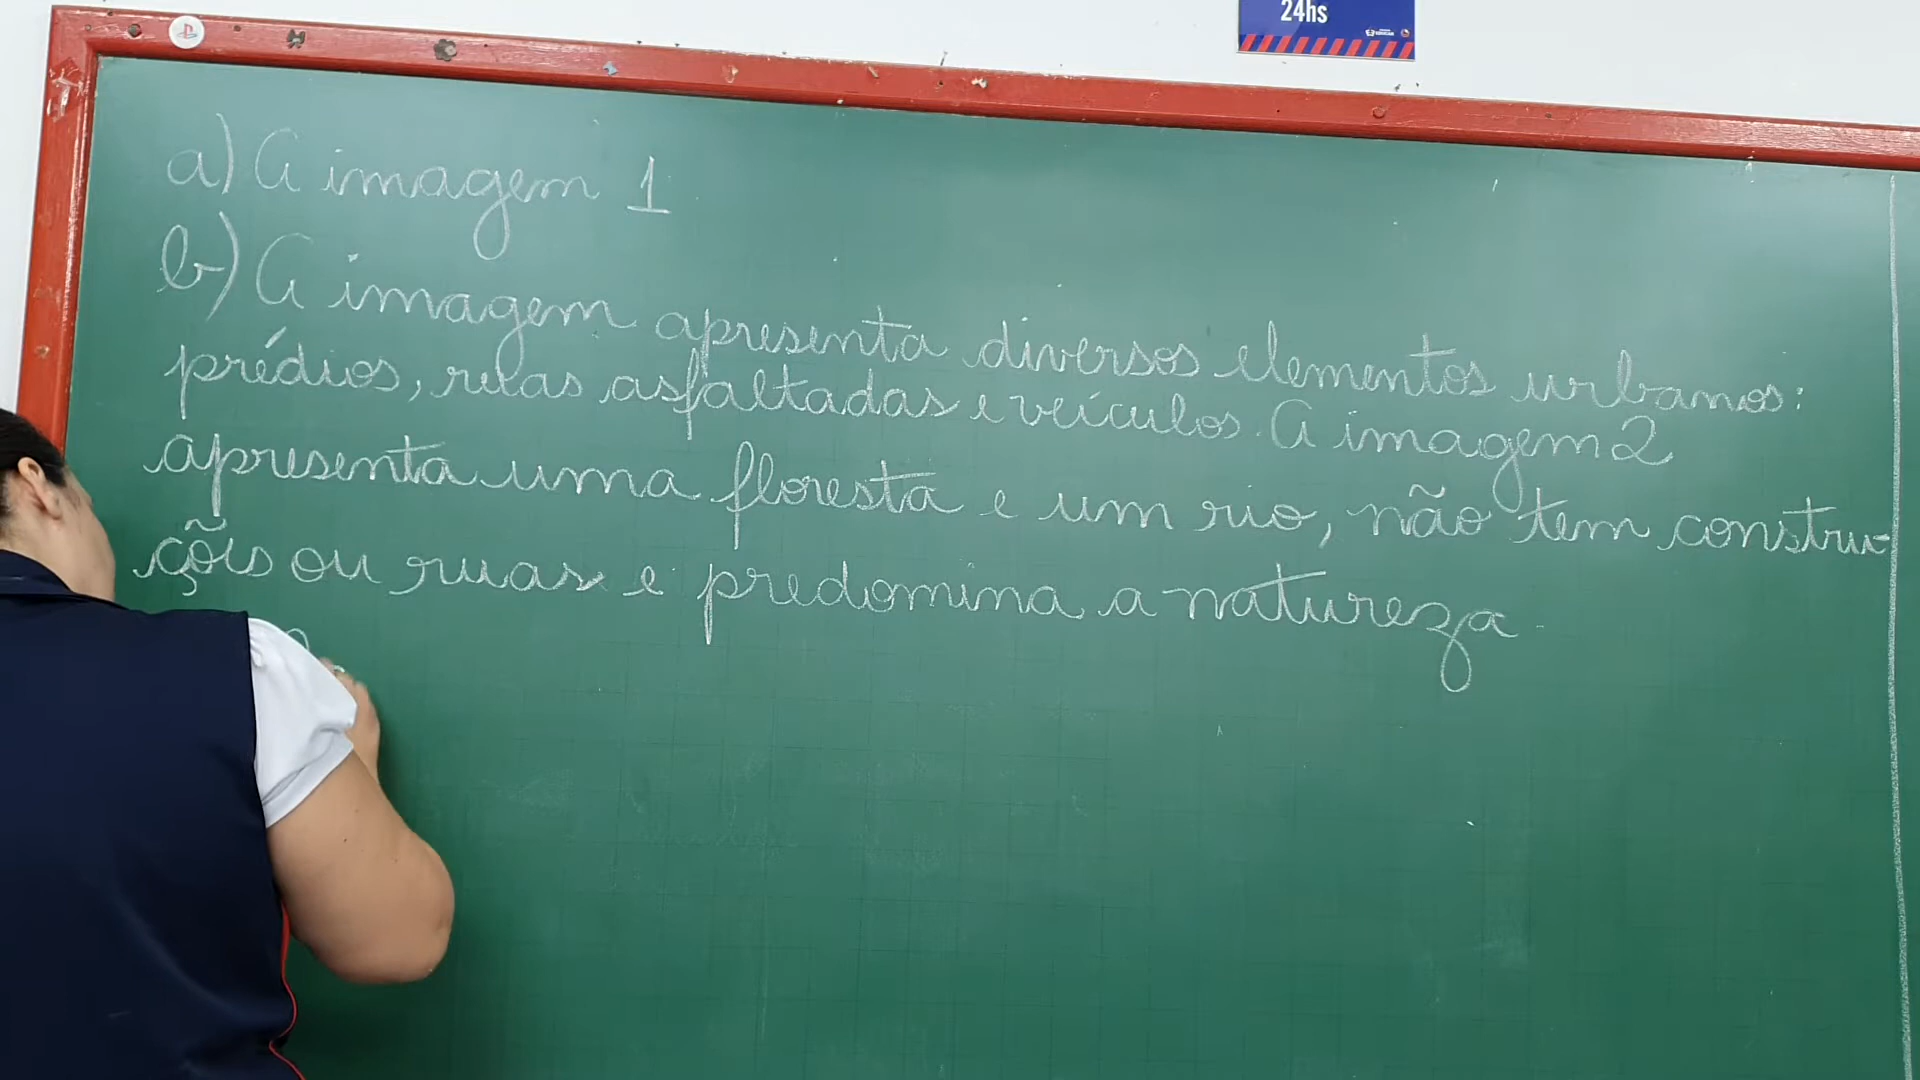 24hs
a) A imagem 1
b) A imagem apresenta diversos elementos urbanos:
prédios, ruas asfaltadas e veículos. A imagem 2
apresenta uma floresta e um rio, não tem constru-
ções ou ruas e predomina a natureza.